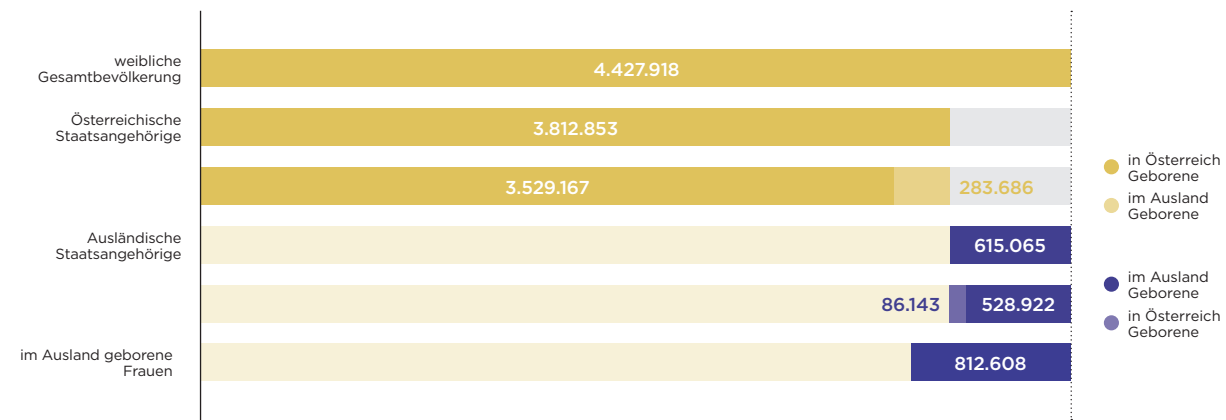 weibliche
Gesamtbevölkerung
4.427.918
Österreichische
Staatsangehörige
3.812.853
3.529.167
283.686
Ausländische
Staatsangehörige
615.065
86.143
528.922
im Ausland geborene
Frauen
812.608
in Österreich
Geborene
im Ausland
Geborene
im Ausland
Geborene
in Österreich
Geborene